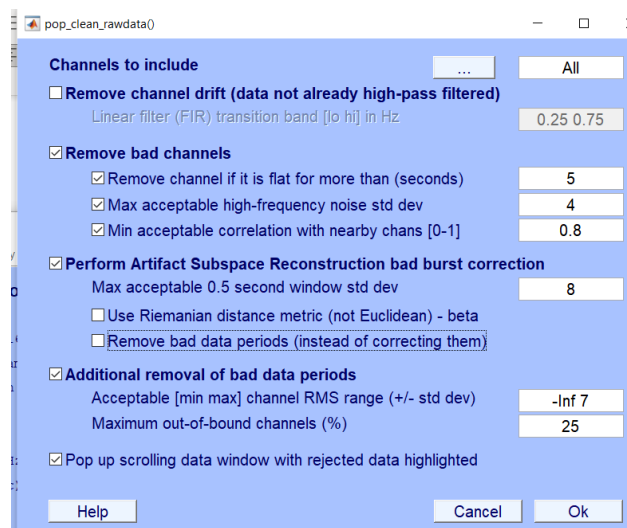 pop_clean_rawdata()
Channels to include ... All
Remove channel drift (data not already high-pass filtered)
Linear filter (FIR) transition band [lo hi] in Hz 0.25 0.75
Remove bad channels
Remove channel if it is flat for more than (seconds) 5
Max acceptable high-frequency noise std dev 4
Min acceptable correlation with nearby chans [0-1] 0.8
Perform Artifact Subspace Reconstruction bad burst correction
Max acceptable 0.5 second window std dev 8
Use Riemanian distance metric (not Euclidean) - beta
Remove bad data periods (instead of correcting them)
Additional removal of bad data periods
Acceptable [min max] channel RMS range (+/- std dev) -Inf 7
Maximum out-of-bound channels (%) 25
Pop up scrolling data window with rejected data highlighted
Help Cancel Ok